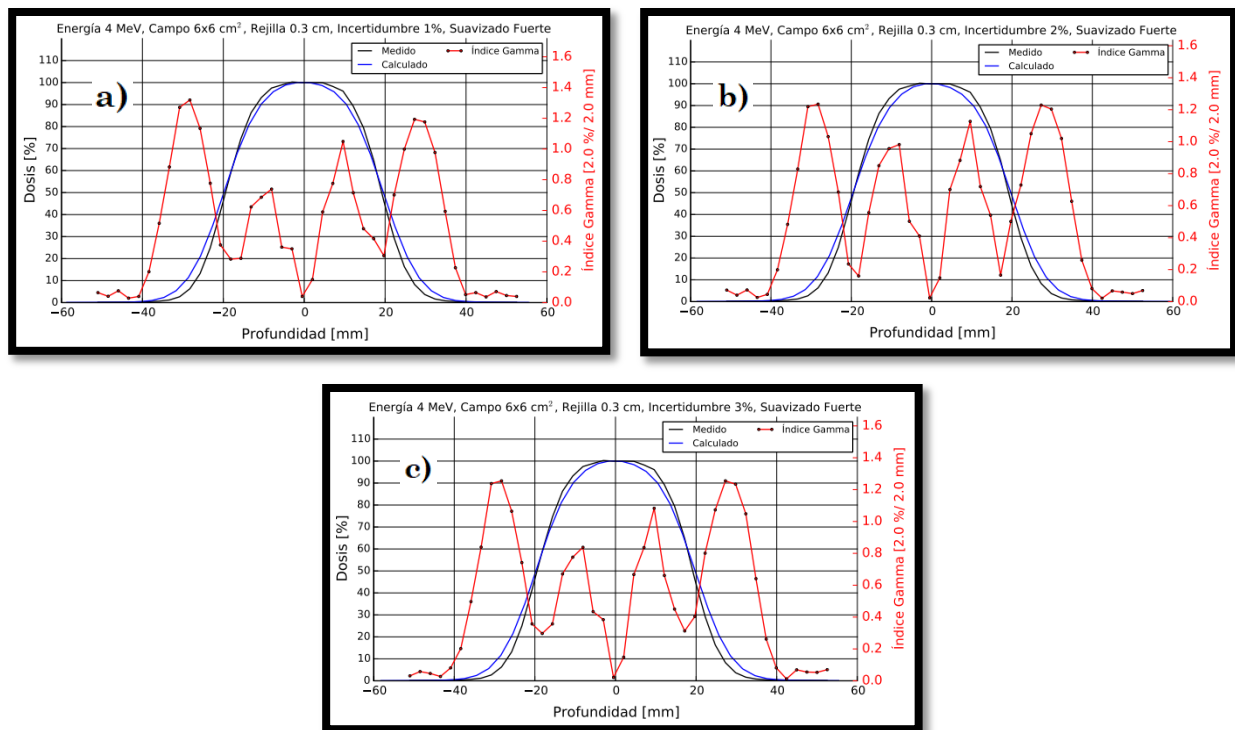 Energía 4 MeV, Campo 6x6 cm², Rejilla 0.3 cm, Incertidumbre 1%, Suavizado Fuerte
a)
Medido
Calculado
Índice Gamma
Dosis [%]
110
100
90
80
70
60
50
40
30
20
10
0
−60 −40 −20 0 20 40 60
Profundidad [mm]
1.6
1.4
1.2
1.0
0.8
0.6
0.4
0.2
0.0
Índice Gamma [2.0 %/ 2.0 mm]
Energía 4 MeV, Campo 6x6 cm², Rejilla 0.3 cm, Incertidumbre 2%, Suavizado Fuerte
b)
Medido
Calculado
Índice Gamma
Dosis [%]
110
100
90
80
70
60
50
40
30
20
10
0
−60 −40 −20 0 20 40 60
Profundidad [mm]
1.6
1.4
1.2
1.0
0.8
0.6
0.4
0.2
0.0
Índice Gamma [2.0 %/ 2.0 mm]
Energía 4 MeV, Campo 6x6 cm², Rejilla 0.3 cm, Incertidumbre 3%, Suavizado Fuerte
c)
Medido
Calculado
Índice Gamma
Dosis [%]
110
100
90
80
70
60
50
40
30
20
10
0
−60 −40 −20 0 20 40 60
Profundidad [mm]
1.6
1.4
1.2
1.0
0.8
0.6
0.4
0.2
0.0
Índice Gamma [2.0 %/ 2.0 mm]